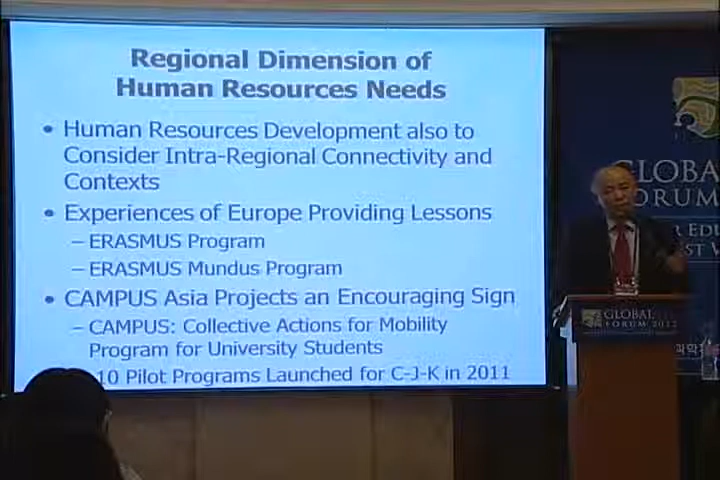 Regional Dimension of
Human Resources Needs
• Human Resources Development also to
Consider Intra-Regional Connectivity and
Contexts
• Experiences of Europe Providing Lessons
– ERASMUS Program
– ERASMUS Mundus Program
• CAMPUS Asia Projects an Encouraging Sign
– CAMPUS: Collective Actions for Mobility
Program for University Students
10 Pilot Programs Launched for C-J-K in 2011
GLOBA
FORUM
GLOBAL
FORUM 2012